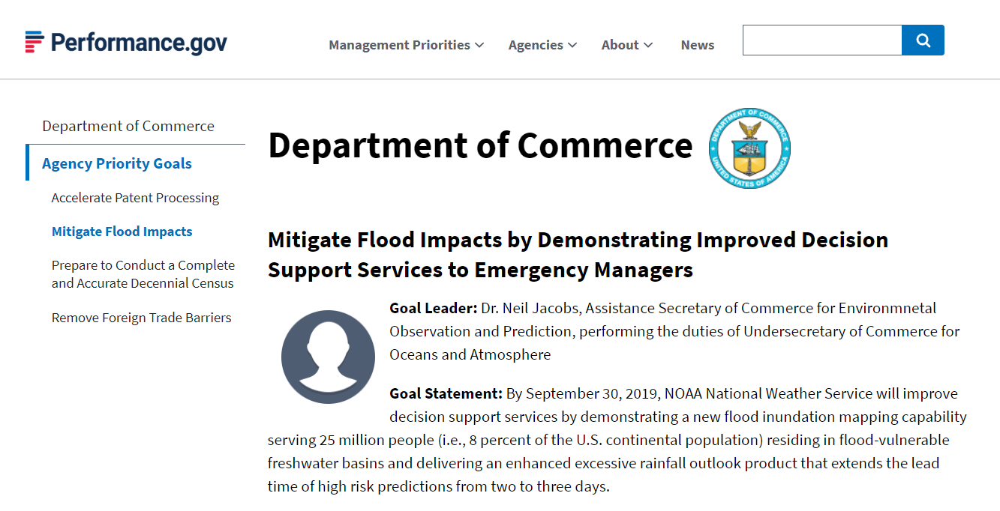 Performance.gov
Management Priorities
Agencies
About
News
Department of Commerce
Agency Priority Goals
Accelerate Patent Processing
Mitigate Flood Impacts
Prepare to Conduct a Complete
and Accurate Decennial Census
Remove Foreign Trade Barriers
Department of Commerce
DEPARTMENT OF COMMERCE
UNITED STATES OF AMERICA
Mitigate Flood Impacts by Demonstrating Improved Decision
Support Services to Emergency Managers
Goal Leader: Dr. Neil Jacobs, Assistance Secretary of Commerce for Environmnetal
Observation and Prediction, performing the duties of Undersecretary of Commerce for
Oceans and Atmosphere
Goal Statement: By September 30, 2019, NOAA National Weather Service will improve
decision support services by demonstrating a new flood inundation mapping capability
serving 25 million people (i.e., 8 percent of the U.S. continental population) residing in flood-vulnerable
freshwater basins and delivering an enhanced excessive rainfall outlook product that extends the lead
time of high risk predictions from two to three days.